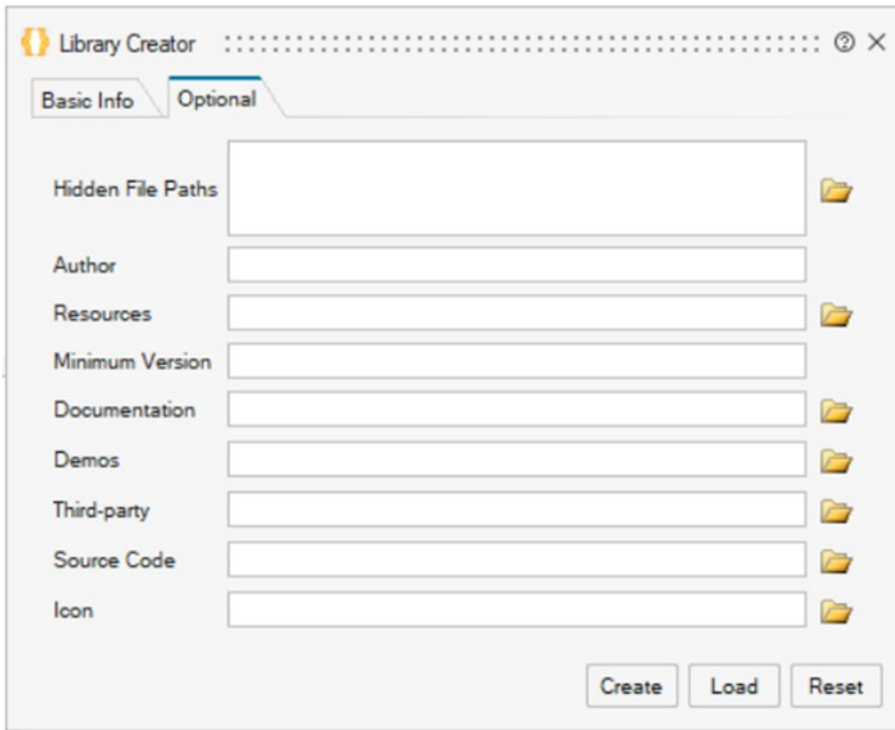 Library Creator
Basic Info Optional
Hidden File Paths
Author
Resources
Minimum Version
Documentation
Demos
Third-party
Source Code
Icon
Create Load Reset